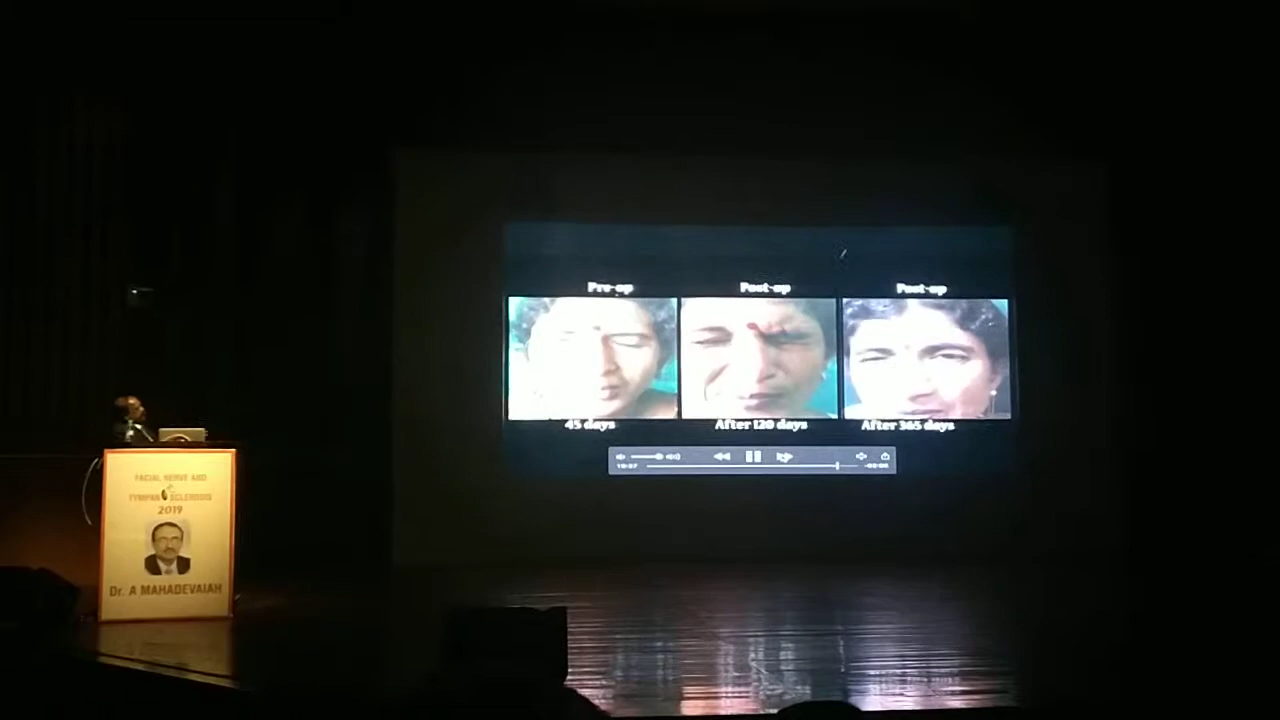 Pre-op
Post-op
Post-op
45 days
After 120 days
After 365 days
FACIAL NERVE AND
TYMPANOSCLEROSIS
2019
Dr. A MAHADEVAIAH